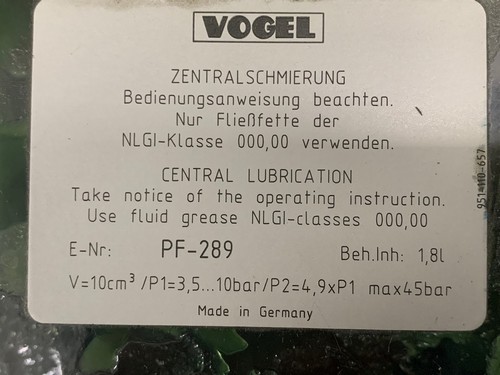 VOGEL
ZENTRALSCHMIERUNG
Bedienungsanweisung beachten.
Nur Fließfette der
NLGI-Klasse 000,00 verwenden.
CENTRAL LUBRICATION
Take notice of the operating instruction.
Use fluid grease NLGI-classes 000,00
E-Nr: PF-289 Beh.Inh: 1,8l
V=10cm³/P1=3,5...10bar/P2=4,9xP1 max45bar
Made in Germany
951-110-657